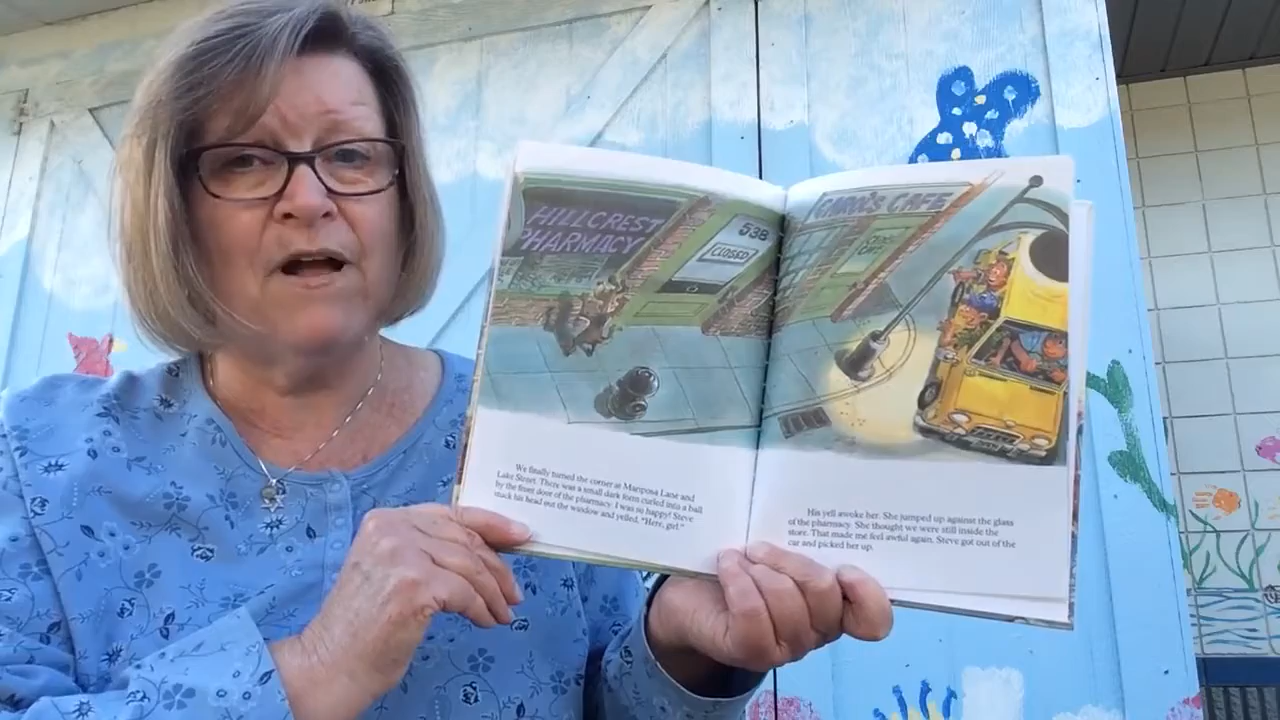 HILLCREST
PHARMACY
538
CLOSED
CAROL'S CAFE
We finally turned the corner at Mariposa Lane and
Lake Street. There was a small dark form curled into a ball
by the front door of the pharmacy. I was so happy! Steve
stuck his head out the window and yelled, "Here, girl."
His yell awoke her. She jumped up against the glass
of the pharmacy. She thought we were still inside the
store. That made me feel awful again. Steve got out of the
car and picked her up.